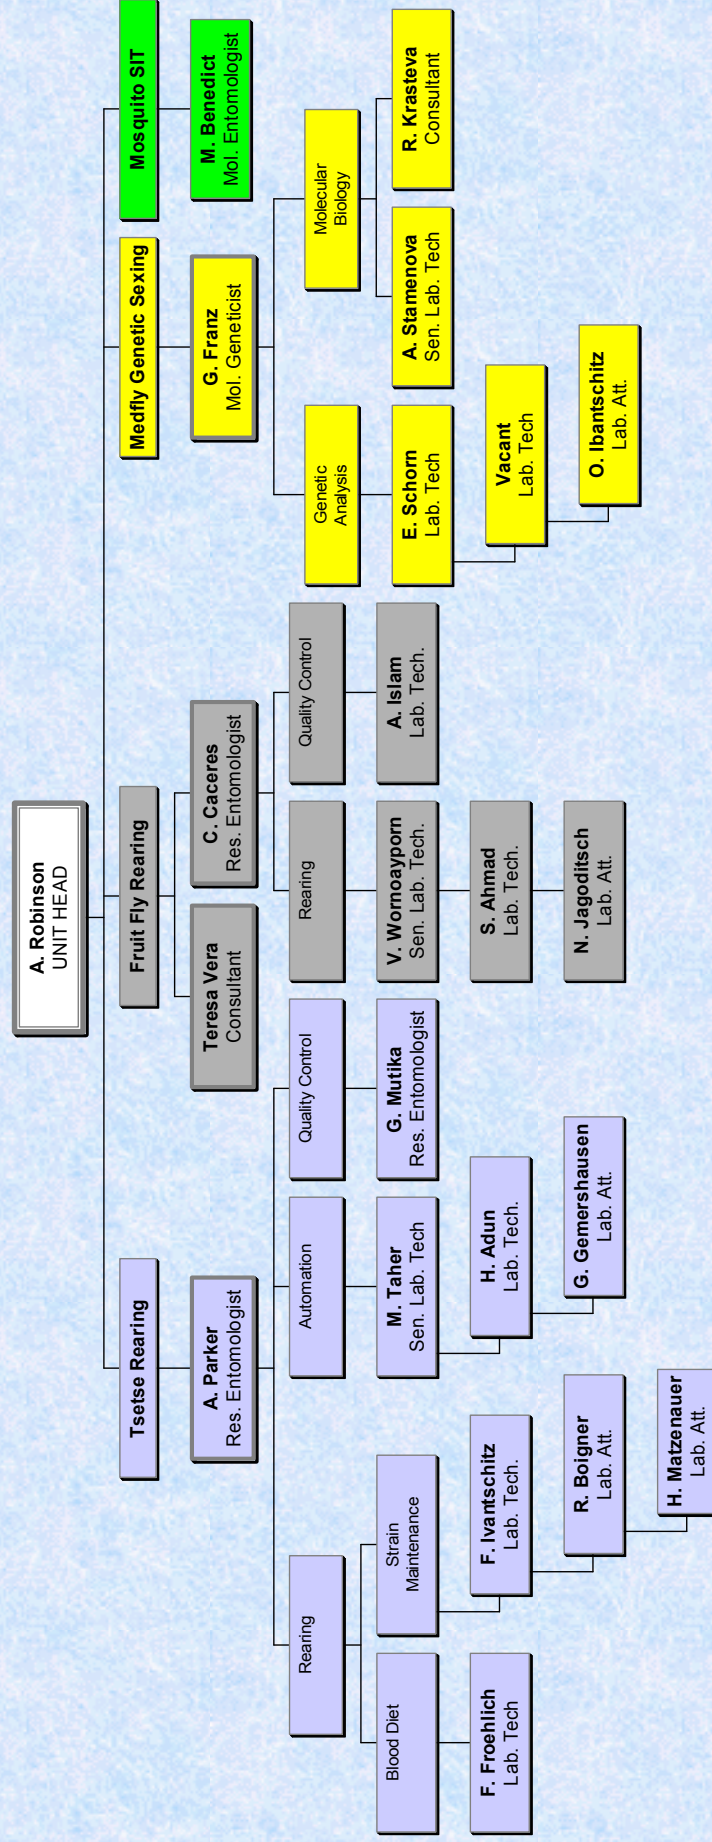 A. Robinson
UNIT HEAD
Tsetse Rearing
Fruit Fly Rearing
Medfly Genetic Sexing
Mosquito SIT
A. Parker
Res. Entomologist
Teresa Vera
Consultant
C. Caceres
Res. Entomologist
G. Franz
Mol. Geneticist
M. Benedict
Mol. Entomologist
Rearing
Automation
Quality Control
Rearing
Quality Control
Genetic
Analysis
Molecular
Biology
Blood Diet
Strain
Maintenance
M. Taher
Sen. Lab. Tech
G. Mutika
Res. Entomologist
V. Wornoayporn
Sen. Lab. Tech.
A. Islam
Lab. Tech.
E. Schorn
Lab. Tech
A. Stamenova
Sen. Lab. Tech
R. Krasteva
Consultant
F. Froehlich
Lab. Tech
F. Ivantschitz
Lab. Tech.
H. Adun
Lab. Tech.
S. Ahmad
Lab. Tech.
Vacant
Lab. Tech
R. Boigner
Lab. Att.
G. Gemershausen
Lab. Att.
N. Jagoditsch
Lab. Att.
O. Ibantschitz
Lab. Att.
H. Matzenauer
Lab. Att.